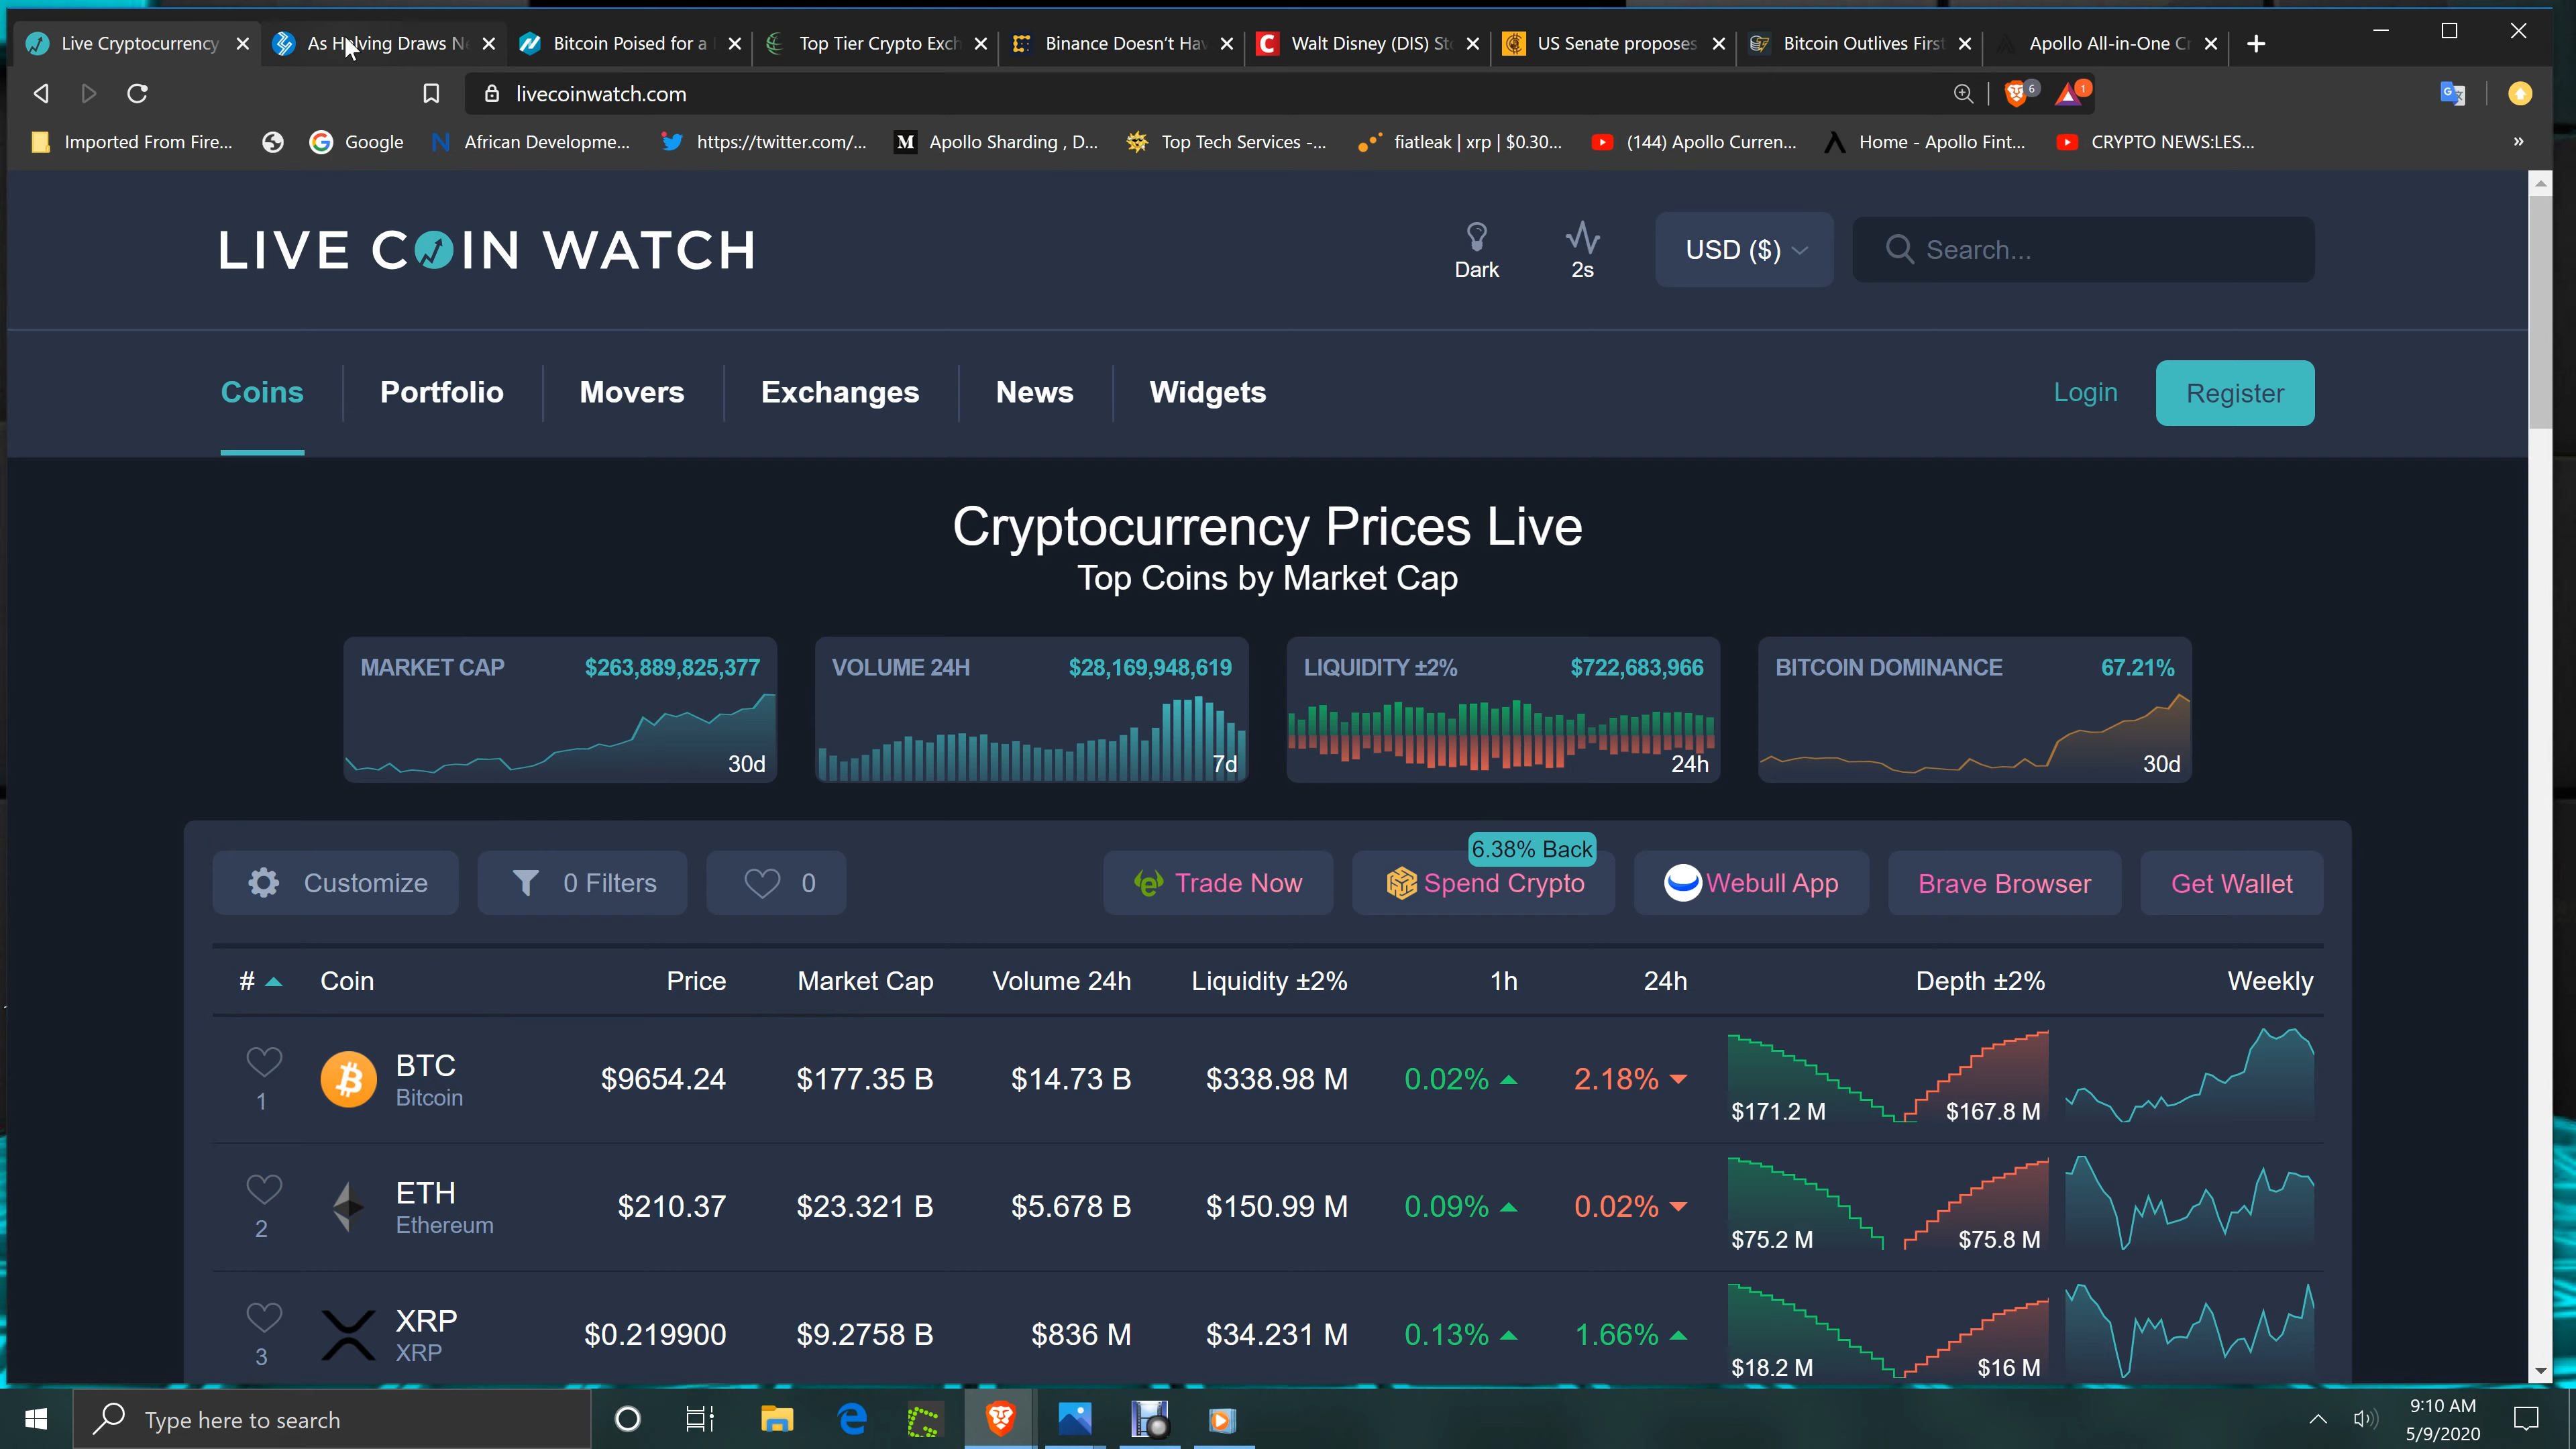 Live Cryptocurrency
As Halving Draws Ne
Bitcoin Poised for a
Top Tier Crypto Exch
Binance Doesn't Hav
Walt Disney (DIS) Sto
US Senate proposes
Bitcoin Outlives First
Apollo All-in-One Cr
livecoinwatch.com
6
1
Imported From Fire...
Google
African Developme...
https://twitter.com/...
M
Apollo Sharding , D...
Top Tech Services -...
fiatleak | xrp | $0.30...
(144) Apollo Curren...
Home - Apollo Fint...
CRYPTO NEWS:LES...
»
LIVE COIN WATCH
Dark
2s
USD ($)
Search...
Coins
Portfolio
Movers
Exchanges
News
Widgets
Login
Register
Cryptocurrency Prices Live
Top Coins by Market Cap
MARKET CAP $263,889,825,377
30d
VOLUME 24H $28,169,948,619
7d
LIQUIDITY ±2% $722,683,966
24h
BITCOIN DOMINANCE 67.21%
30d
Customize
0 Filters
0
Trade Now
6.38% Back
Spend Crypto
Webull App
Brave Browser
Get Wallet
# Coin Price Market Cap Volume 24h Liquidity ±2% 1h 24h Depth ±2% Weekly
1 BTC Bitcoin $9654.24 $177.35 B $14.73 B $338.98 M 0.02% 2.18% $171.2 M $167.8 M
2 ETH Ethereum $210.37 $23.321 B $5.678 B $150.99 M 0.09% 0.02% $75.2 M $75.8 M
3 XRP XRP $0.219900 $9.2758 B $836 M $34.231 M 0.13% 1.66% $18.2 M $16 M
Type here to search
9:10 AM
5/9/2020